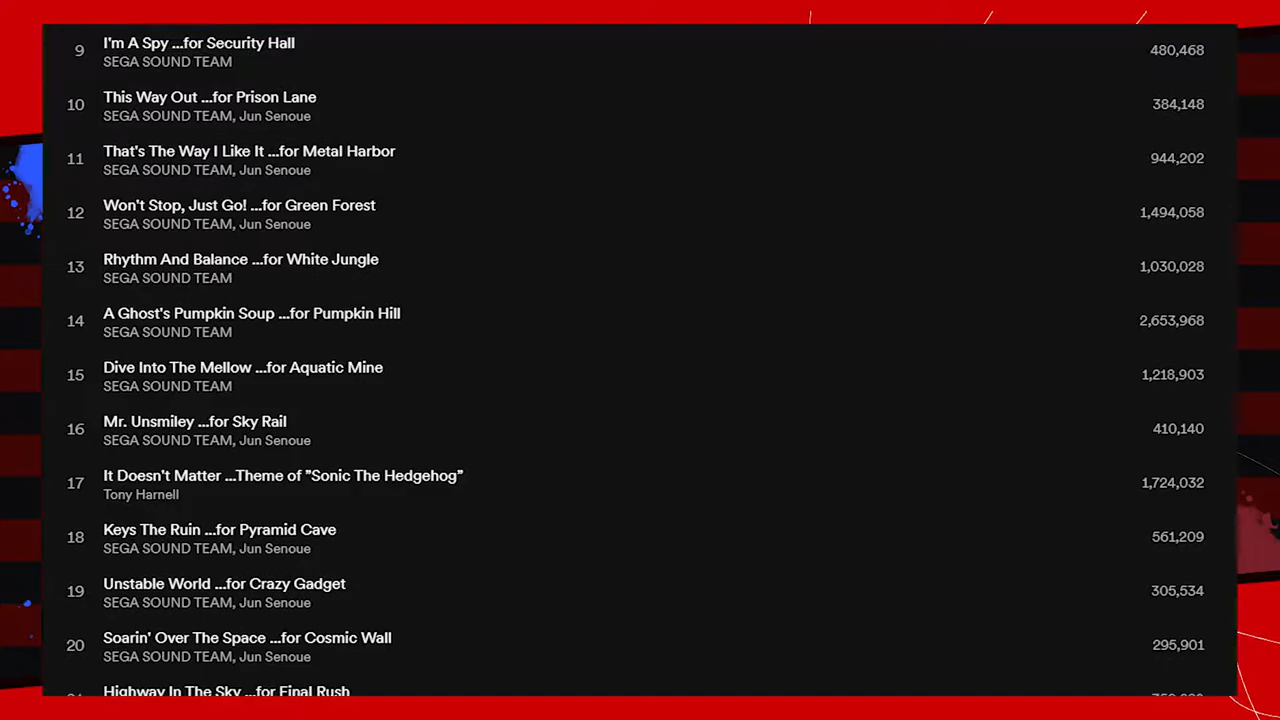 9
I'm A Spy ...for Security Hall
480,468
SEGA SOUND TEAM
10
This Way Out ...for Prison Lane
384,148
SEGA SOUND TEAM, Jun Senoue
11
That's The Way I Like It ...for Metal Harbor
944,202
SEGA SOUND TEAM, Jun Senoue
12
Won't Stop, Just Go! ...for Green Forest
1,494,058
SEGA SOUND TEAM, Jun Senoue
13
Rhythm And Balance ...for White Jungle
1,030,028
SEGA SOUND TEAM
14
A Ghost's Pumpkin Soup ...for Pumpkin Hill
2,653,968
SEGA SOUND TEAM
15
Dive Into The Mellow ...for Aquatic Mine
1,218,903
SEGA SOUND TEAM
16
Mr. Unsmiley ...for Sky Rail
410,140
SEGA SOUND TEAM, Jun Senoue
17
It Doesn't Matter ...Theme of "Sonic The Hedgehog"
1,724,032
Tony Harnell
18
Keys The Ruin ...for Pyramid Cave
561,209
SEGA SOUND TEAM, Jun Senoue
19
Unstable World ...for Crazy Gadget
305,534
SEGA SOUND TEAM, Jun Senoue
20
Soarin' Over The Space ...for Cosmic Wall
295,901
SEGA SOUND TEAM, Jun Senoue
Highway In The Sky ...for Final Rush